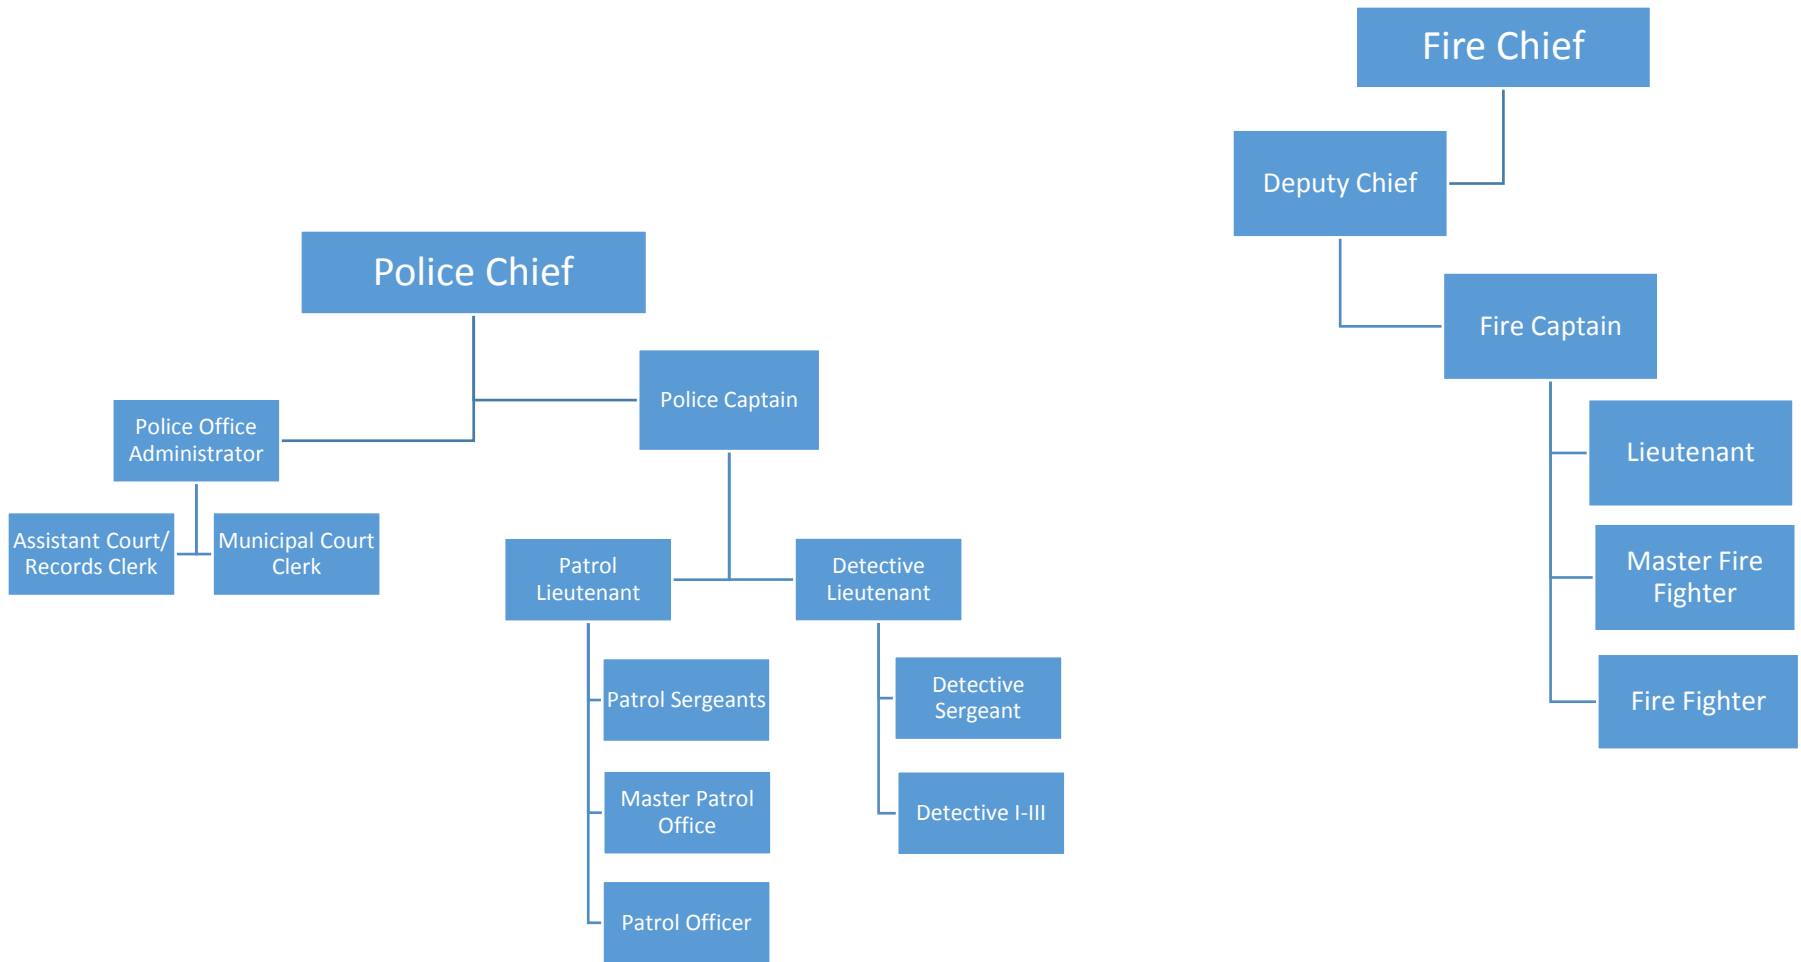 Fire Chief
Deputy Chief
Fire Captain
Lieutenant
Master Fire
Fighter
Fire Fighter
Police Chief
Police Captain
Police Office
Administrator
Assistant Court/
Records Clerk
Municipal Court
Clerk
Patrol
Lieutenant
Detective
Lieutenant
Patrol Sergeants
Master Patrol
Office
Patrol Officer
Detective
Sergeant
Detective I-III